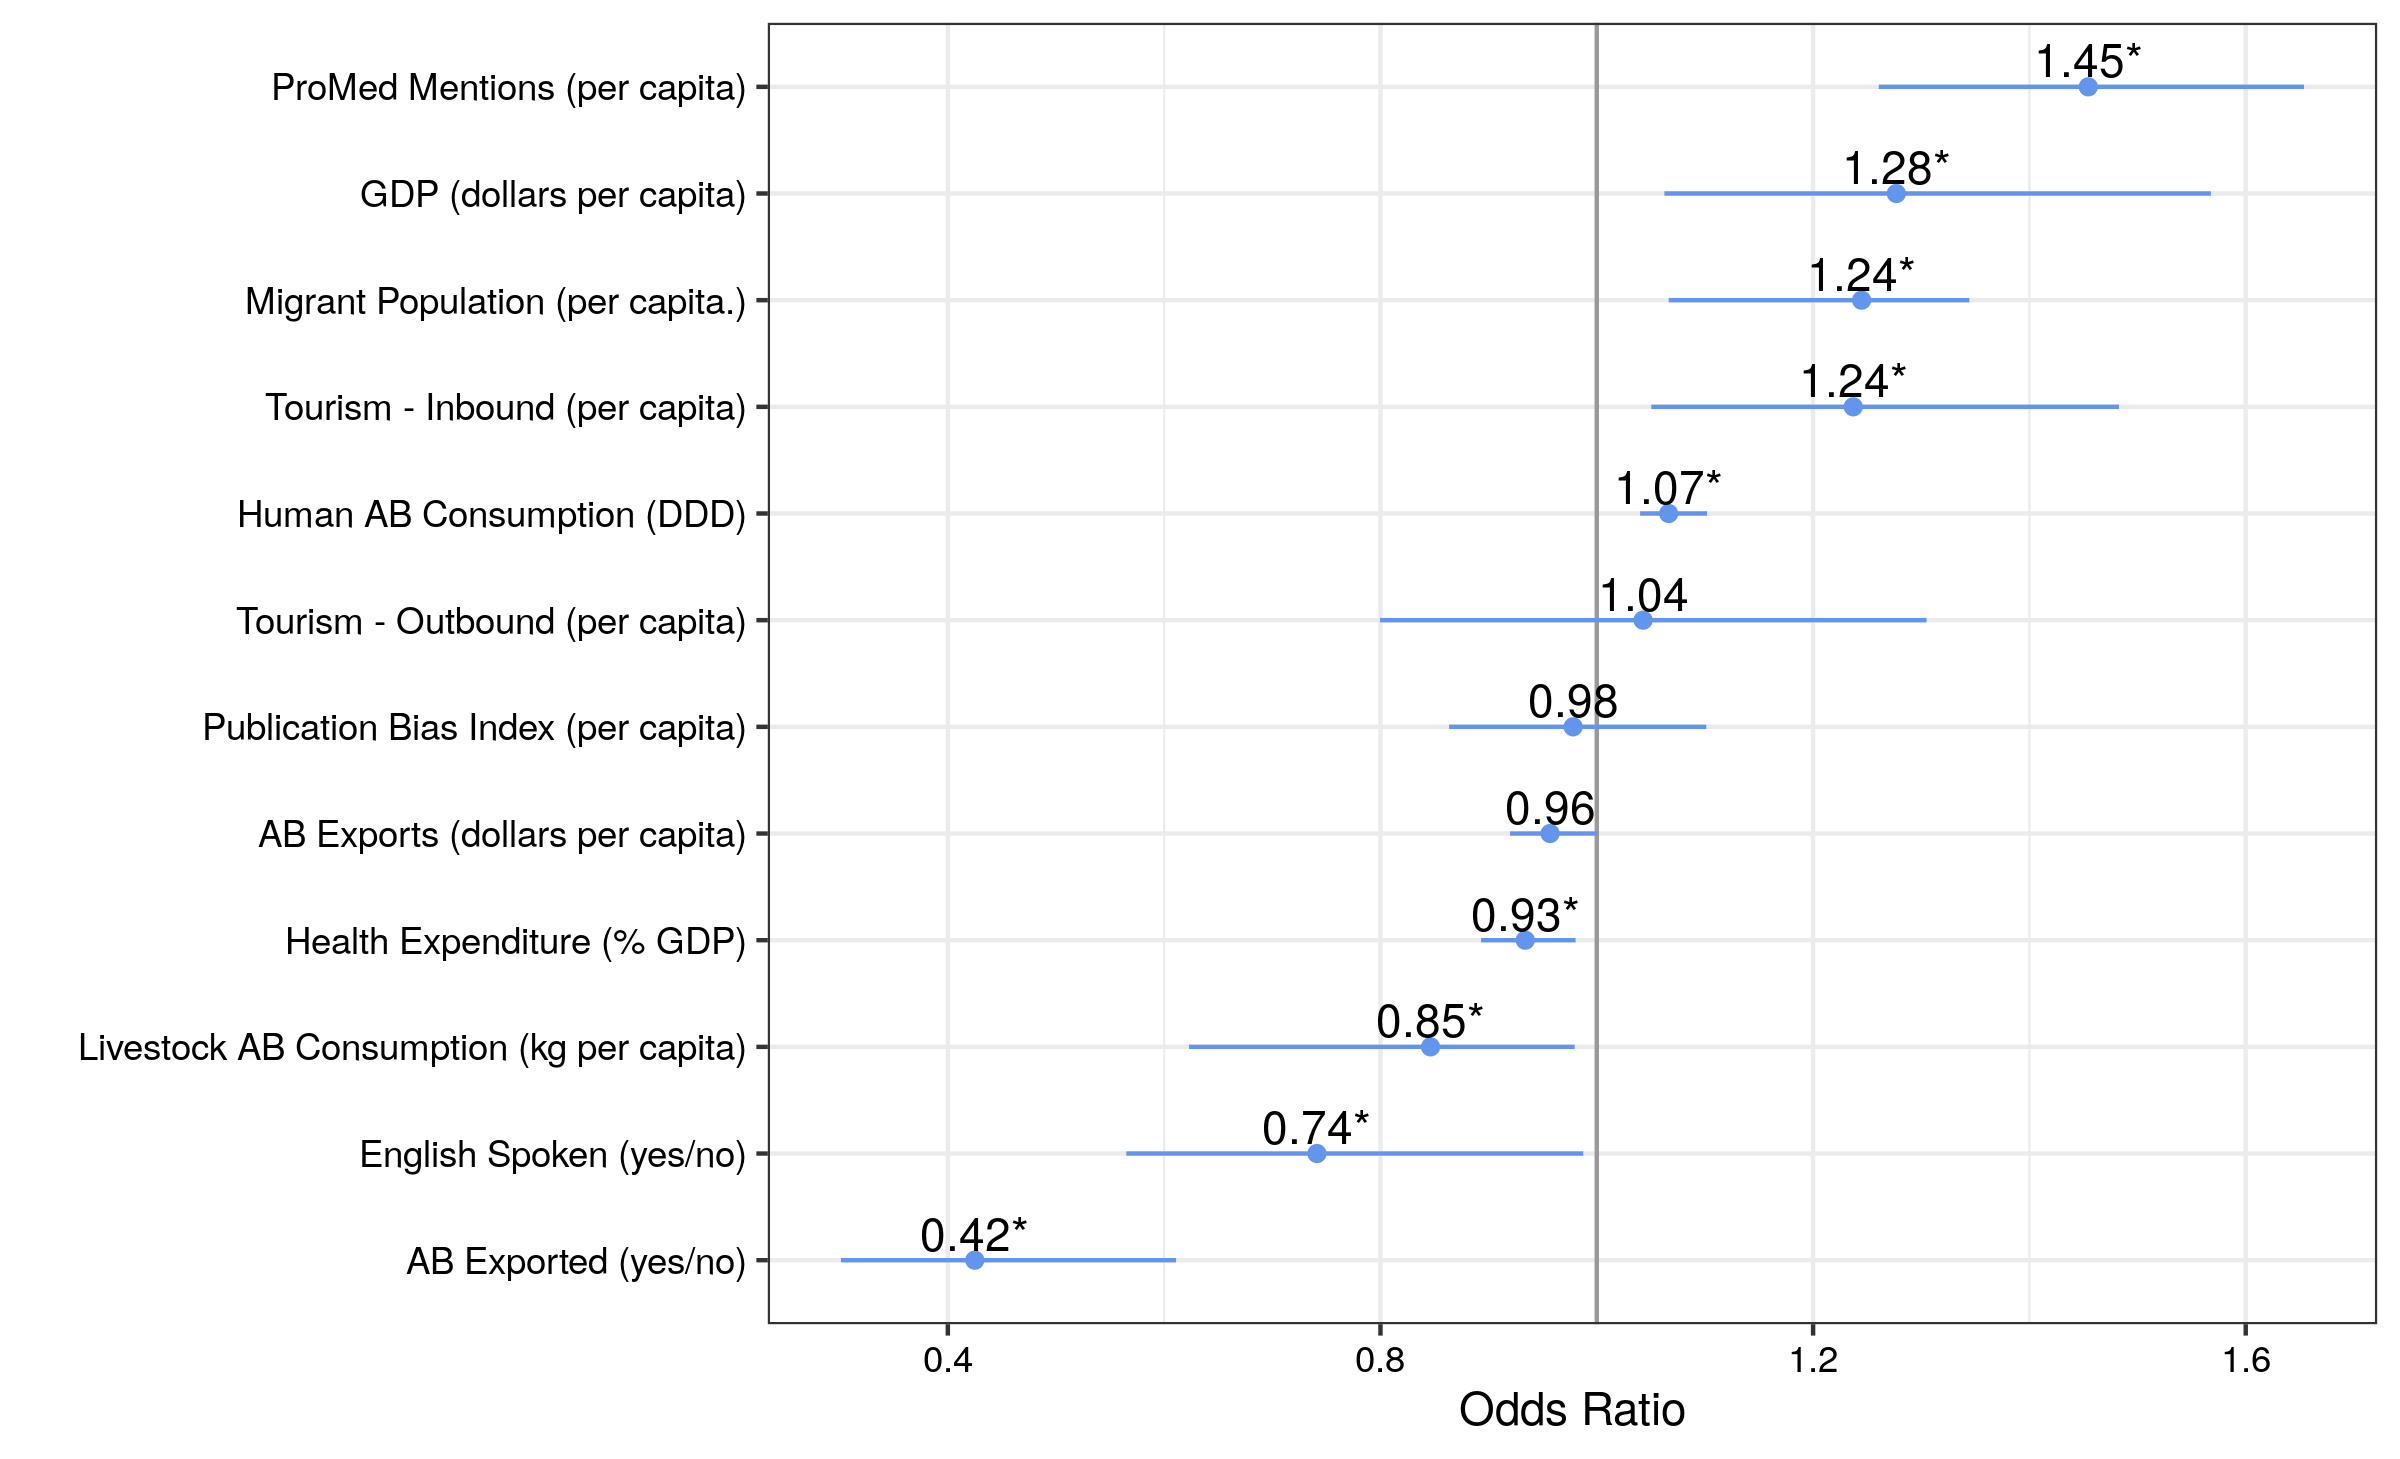 ProMed Mentions (per capita) 1.45*
GDP (dollars per capita) 1.28*
Migrant Population (per capita.) 1.24*
Tourism - Inbound (per capita) 1.24*
Human AB Consumption (DDD) 1.07*
Tourism - Outbound (per capita) 1.04
Publication Bias Index (per capita) 0.98
AB Exports (dollars per capita) 0.96
Health Expenditure (% GDP) 0.93*
Livestock AB Consumption (kg per capita) 0.85*
English Spoken (yes/no) 0.74*
AB Exported (yes/no) 0.42*
0.4 0.8 1.2 1.6
Odds Ratio